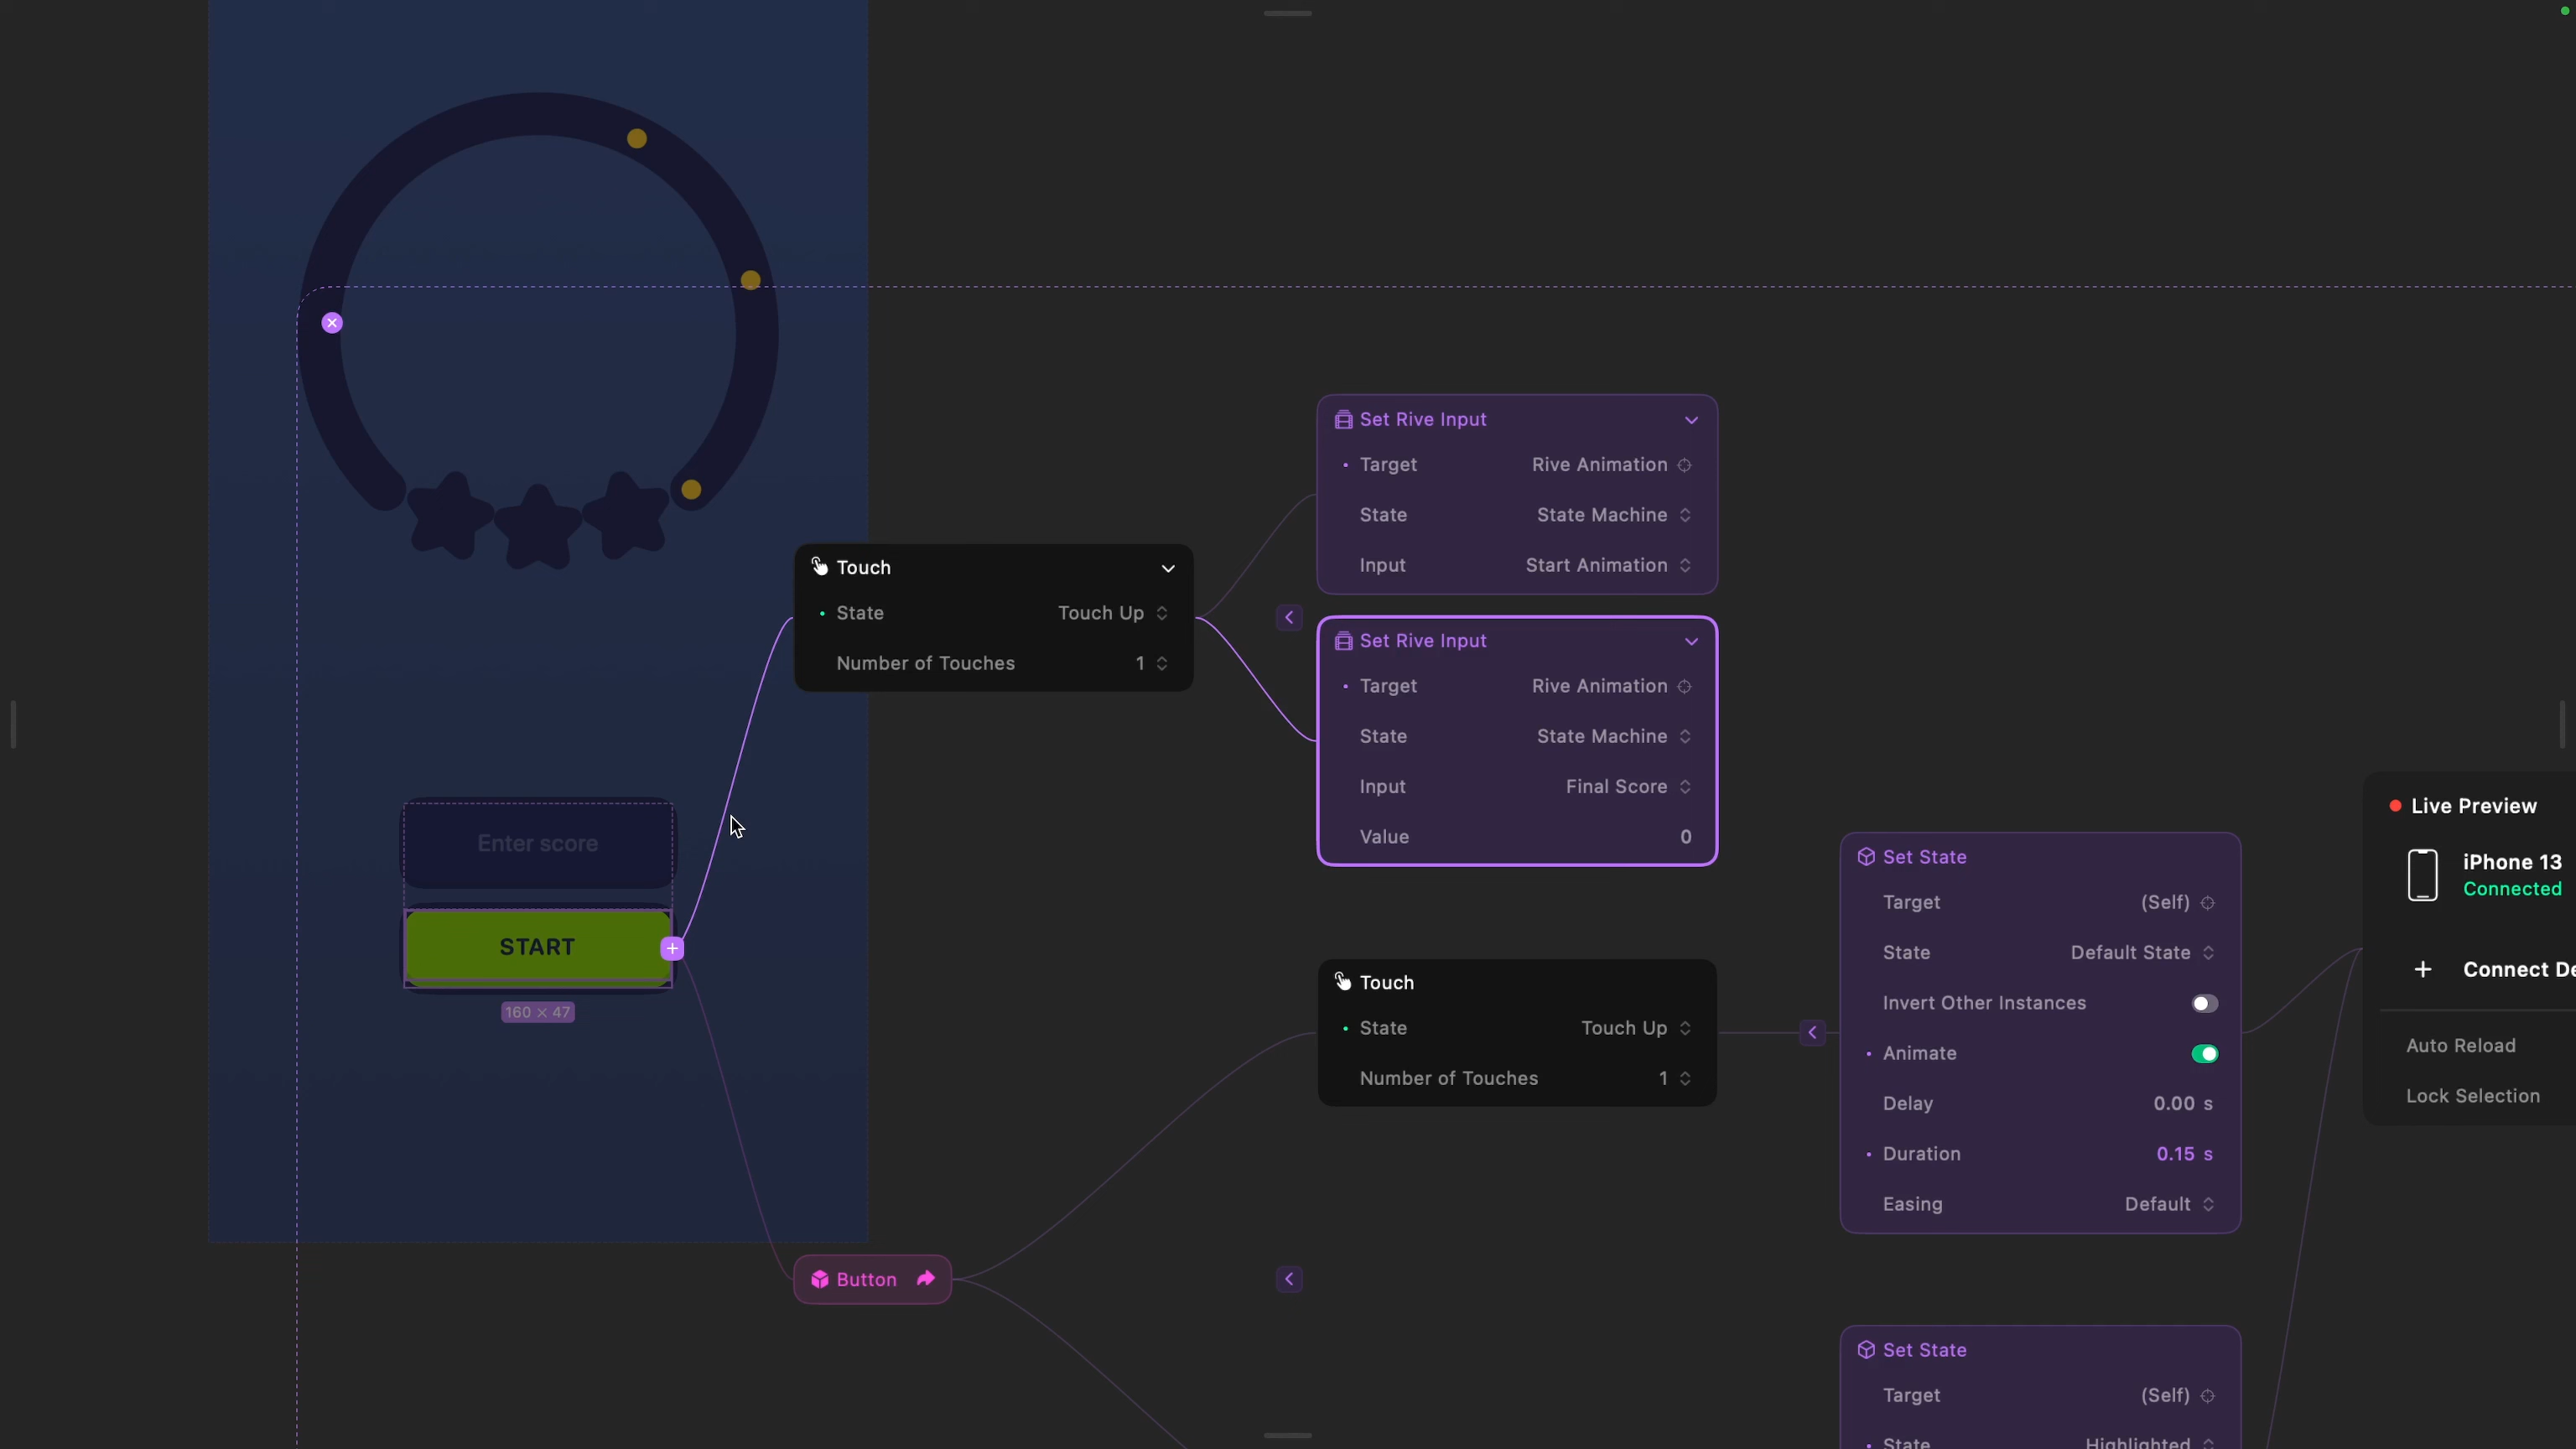 Set Rive Input
Target Rive Animation
State State Machine
Input Start Animation
Touch
State Touch Up
Number of Touches 1
Set Rive Input
Target Rive Animation
State State Machine
Input Final Score
Value 0
Enter score
START
160 × 47
Touch
State Touch Up
Number of Touches 1
Button
Set State
Target (Self)
State Default State
Invert Other Instances
Animate
Delay 0.00 s
Duration 0.15 s
Easing Default
Set State
Target (Self)
State Highlighted
Live Preview
iPhone 13
Connected
Connect De
Auto Reload
Lock Selection